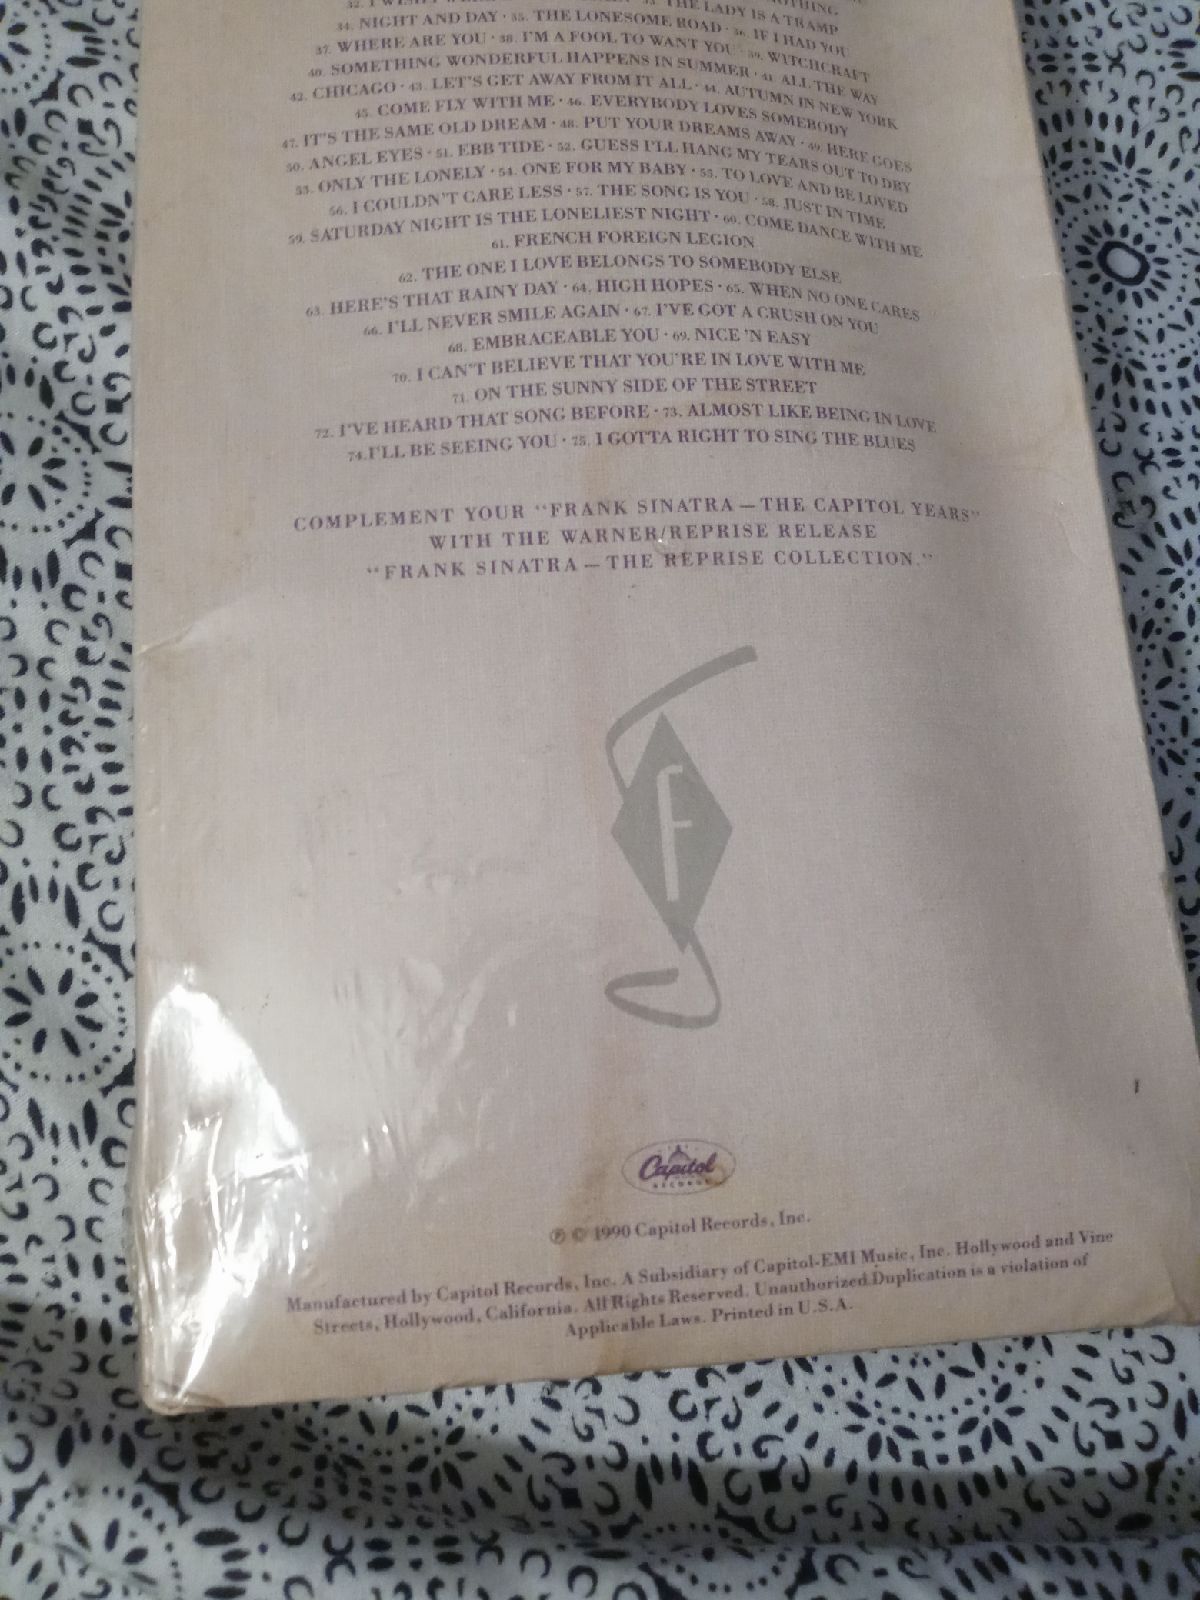 33. THE LADY IS A TRAMP
34. NIGHT AND DAY · 35. THE LONESOME ROAD · 36. IF I HAD YOU
37. WHERE ARE YOU · 38. I'M A FOOL TO WANT YOU · 39. WITCHCRAFT
40. SOMETHING WONDERFUL HAPPENS IN SUMMER · 41. ALL THE WAY
42. CHICAGO · 43. LET'S GET AWAY FROM IT ALL · 44. AUTUMN IN NEW YORK
45. COME FLY WITH ME · 46. EVERYBODY LOVES SOMEBODY
47. IT'S THE SAME OLD DREAM · 48. PUT YOUR DREAMS AWAY · 49. HERE GOES
50. ANGEL EYES · 51. EBB TIDE · 52. GUESS I'LL HANG MY TEARS OUT TO DRY
53. ONLY THE LONELY · 54. ONE FOR MY BABY · 55. TO LOVE AND BE LOVED
56. I COULDN'T CARE LESS · 57. THE SONG IS YOU · 58. JUST IN TIME
59. SATURDAY NIGHT IS THE LONELIEST NIGHT · 60. COME DANCE WITH ME
61. FRENCH FOREIGN LEGION
62. THE ONE I LOVE BELONGS TO SOMEBODY ELSE
63. HERE'S THAT RAINY DAY · 64. HIGH HOPES · 65. WHEN NO ONE CARES
66. I'LL NEVER SMILE AGAIN · 67. I'VE GOT A CRUSH ON YOU
68. EMBRACEABLE YOU · 69. NICE 'N EASY
70. I CAN'T BELIEVE THAT YOU'RE IN LOVE WITH ME
71. ON THE SUNNY SIDE OF THE STREET
72. I'VE HEARD THAT SONG BEFORE · 73. ALMOST LIKE BEING IN LOVE
74. I'LL BE SEEING YOU · 75. I GOTTA RIGHT TO SING THE BLUES
COMPLEMENT YOUR "FRANK SINATRA — THE CAPITOL YEARS"
WITH THE WARNER/REPRISE RELEASE
"FRANK SINATRA — THE REPRISE COLLECTION."
F
Capitol
RECORDS
℗ © 1990 Capitol Records, Inc.
Manufactured by Capitol Records, Inc. A Subsidiary of Capitol-EMI Music, Inc. Hollywood and Vine
Streets, Hollywood, California. All Rights Reserved. Unauthorized Duplication is a violation of
Applicable Laws. Printed in U.S.A.